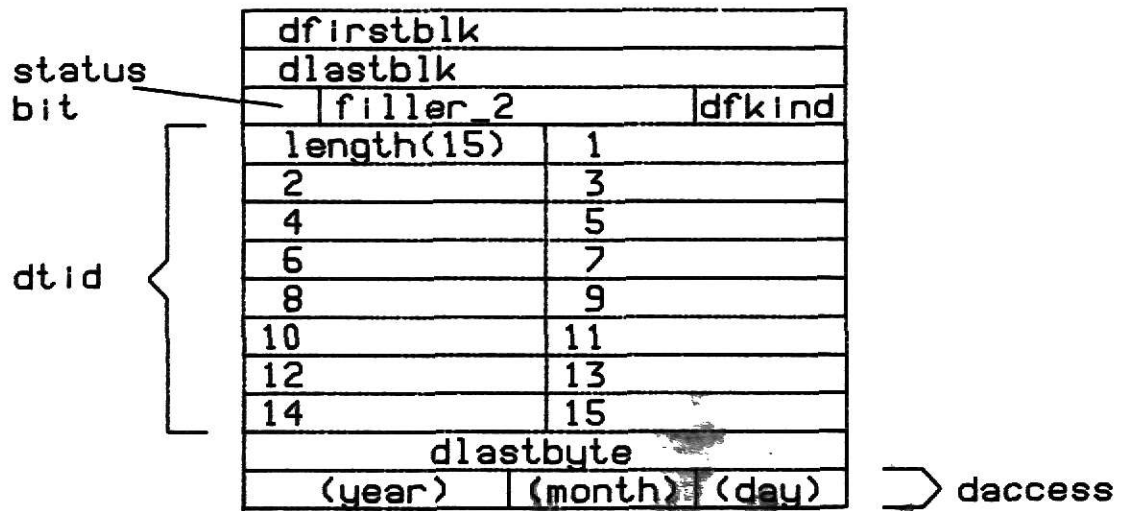 dfirstblk
status dlastblk
bit filler_2 dfkind
length(15) 1
2 3
4 5
dtid 6 7
8 9
10 11
12 13
14 15
dlastbyte
(year) (month) (day) daccess